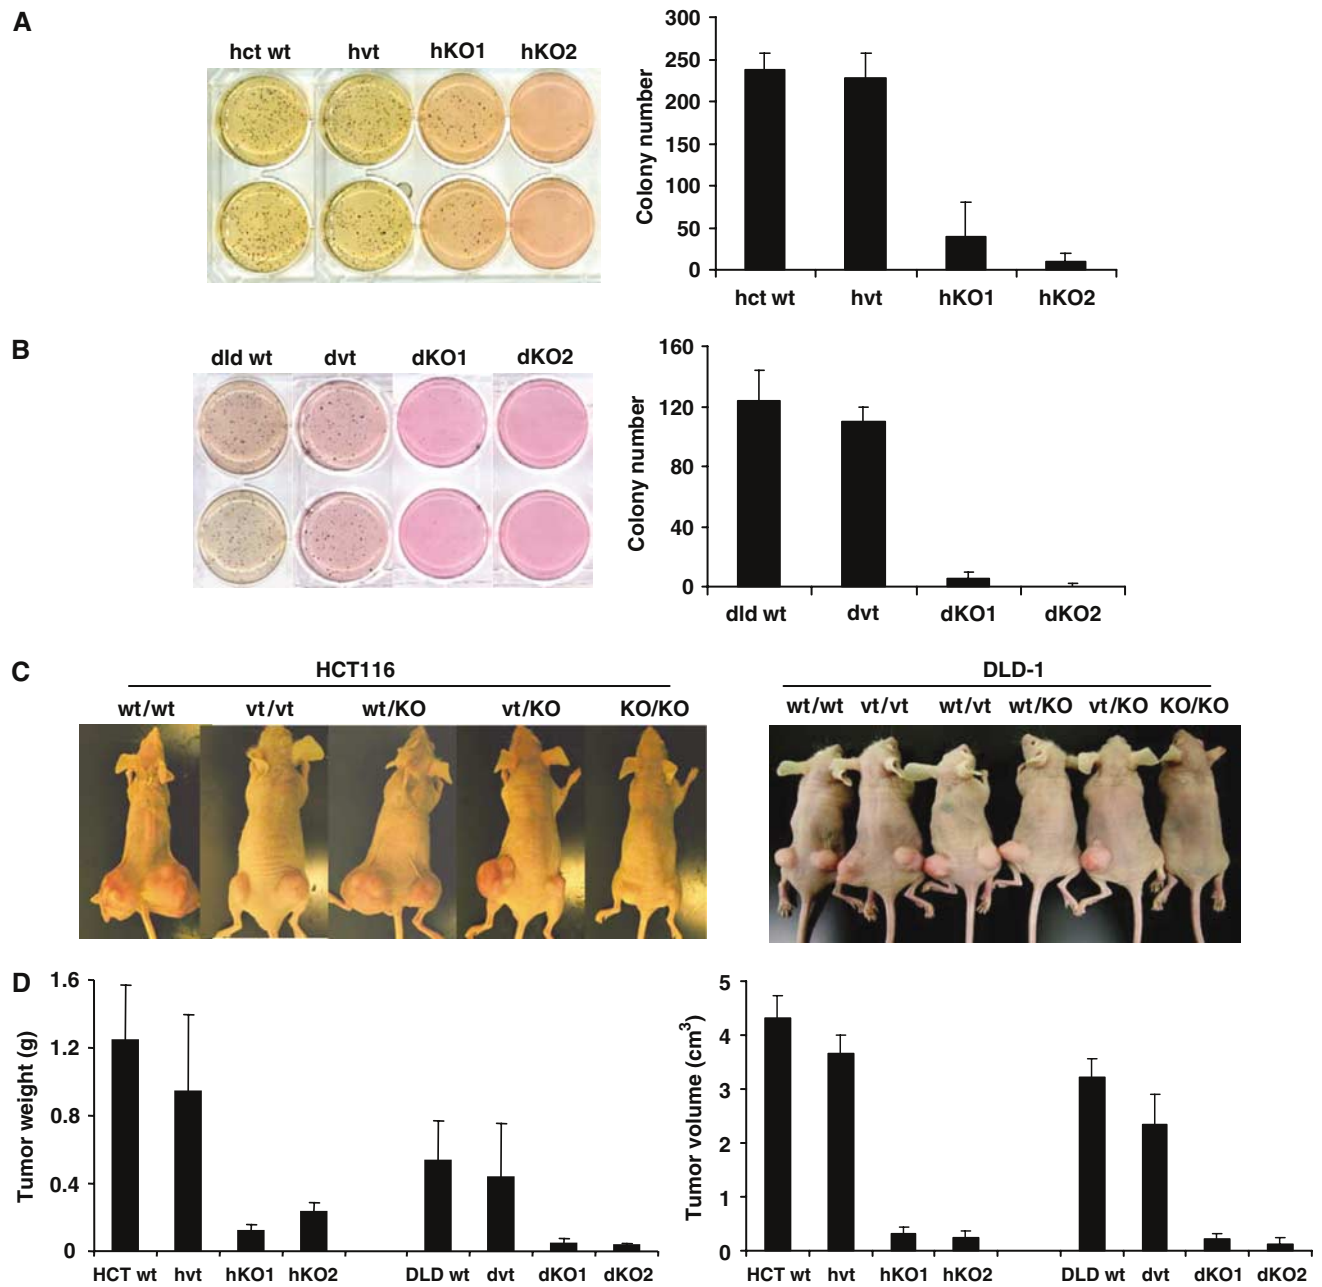 A
hct wt hvt hKO1 hKO2
Colony number
300
250
200
150
100
50
0
hct wt hvt hKO1 hKO2
B
dld wt dvt dKO1 dKO2
Colony number
160
120
80
40
0
dld wt dvt dKO1 dKO2
C
HCT116
wt/wt vt/vt wt/KO vt/KO KO/KO
DLD-1
wt/wt vt/vt wt/vt wt/KO vt/KO KO/KO
D
Tumor weight (g)
1.6
1.2
0.8
0.4
0
HCT wt hvt hKO1 hKO2 DLD wt dvt dKO1 dKO2
Tumor volume (cm³)
5
4
3
2
1
0
HCT wt hvt hKO1 hKO2 DLD wt dvt dKO1 dKO2